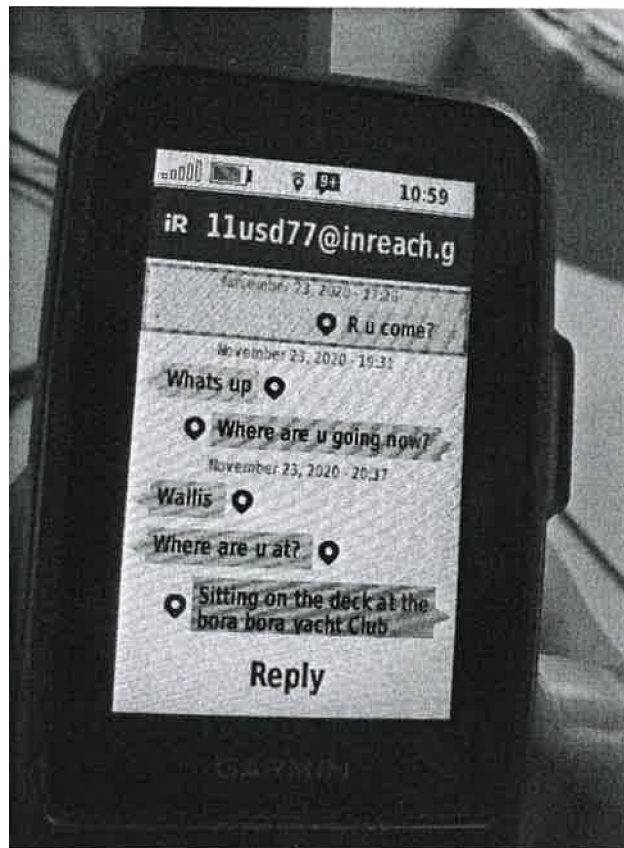 9+
10:59
iR 11usd77@inreach.g
November 23, 2020 - 17:26
R u come?
November 23, 2020 - 19:31
Whats up
Where are u going now?
November 23, 2020 - 20:37
Wallis
Where are u at?
Sitting on the deck at the
bora bora yacht Club
Reply
GARMIN